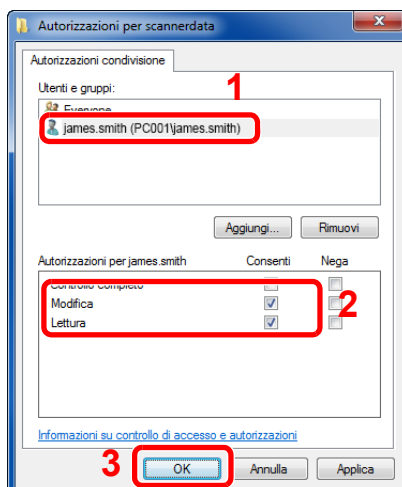 Autorizzazioni per scannerdata
Autorizzazioni condivisione
Utenti e gruppi:
1
Everyone
james.smith (PC001\james.smith)
Aggiungi... Rimuovi
Autorizzazioni per james.smith Consenti Nega
Controllo completo
Modifica
2
Lettura
Informazioni su controllo di accesso e autorizzazioni
3
OK Annulla Applica